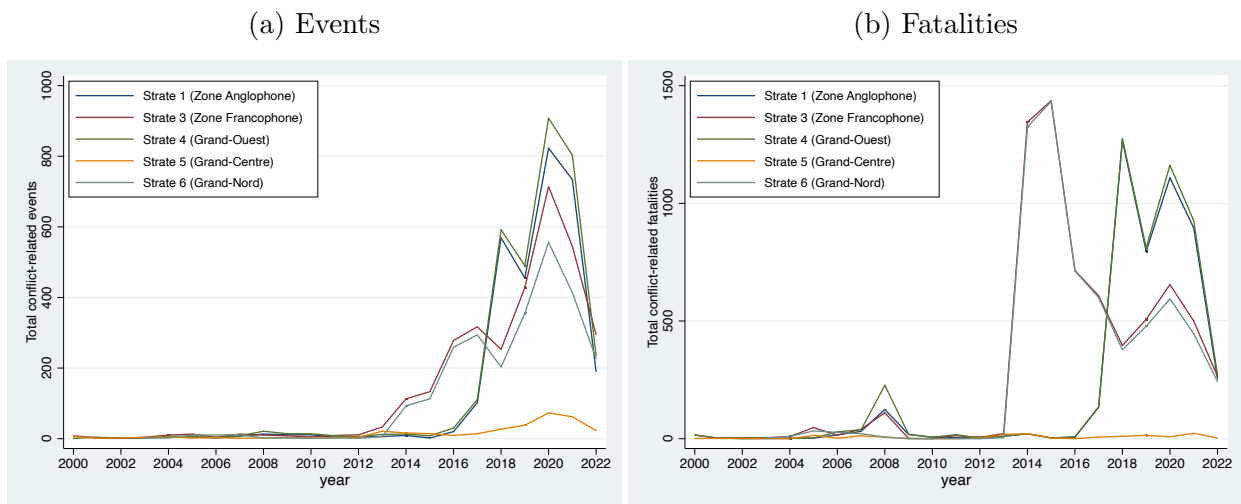 (a) Events
Total conflict-related events
1000
800
600
400
200
0
Strate 1 (Zone Anglophone)
Strate 3 (Zone Francophone)
Strate 4 (Grand-Ouest)
Strate 5 (Grand-Centre)
Strate 6 (Grand-Nord)
2000 2002 2004 2006 2008 2010 2012 2014 2016 2018 2020 2022
year
(b) Fatalities
Total conflict-related fatalities
1500
1000
500
0
Strate 1 (Zone Anglophone)
Strate 3 (Zone Francophone)
Strate 4 (Grand-Ouest)
Strate 5 (Grand-Centre)
Strate 6 (Grand-Nord)
2000 2002 2004 2006 2008 2010 2012 2014 2016 2018 2020 2022
year